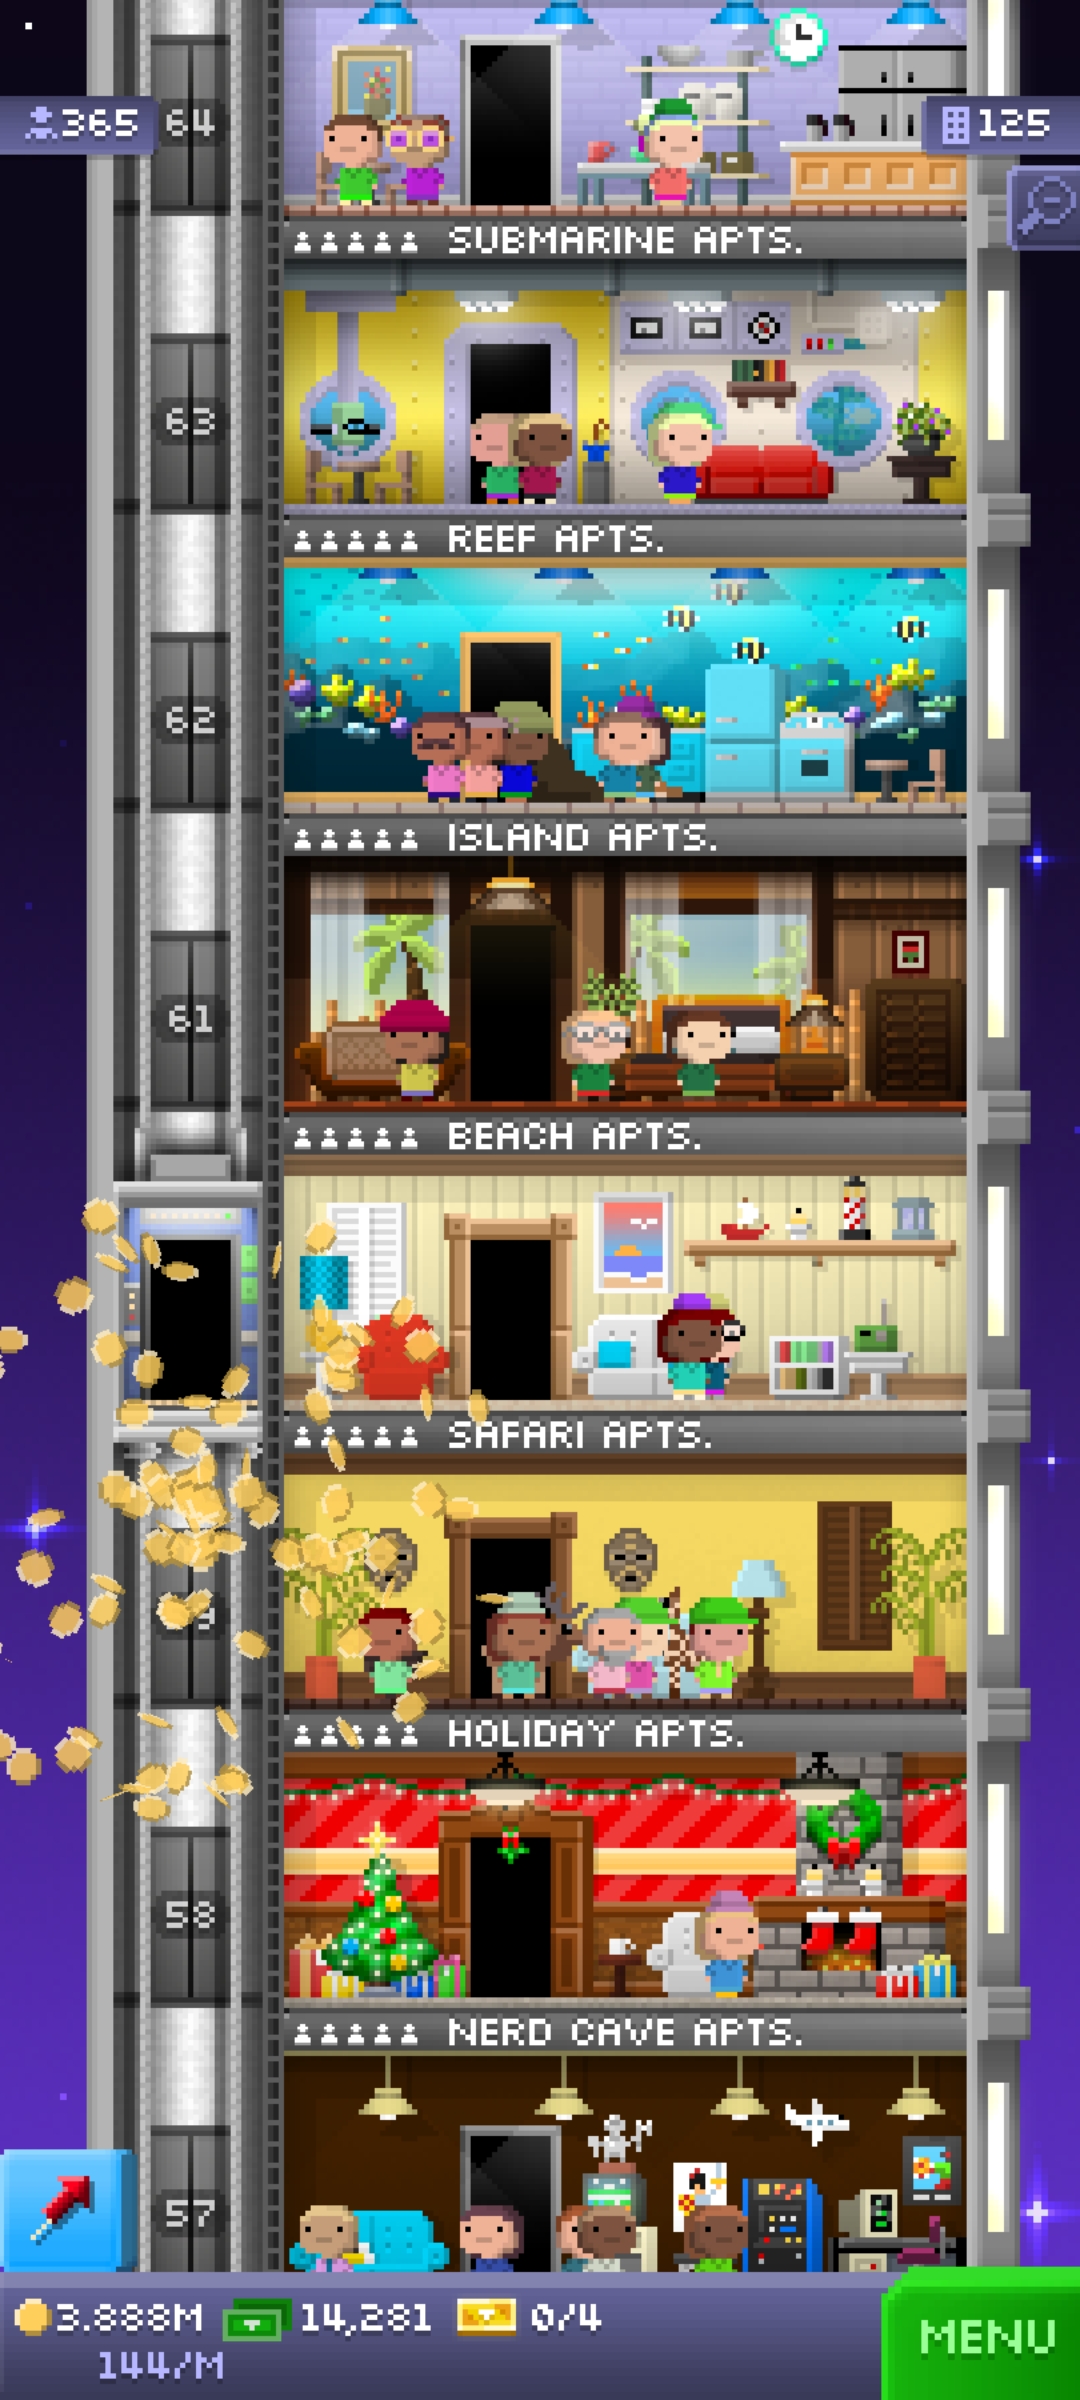 365
64
125
SUBMARINE APTS.
63
REEF APTS.
62
ISLAND APTS.
61
BEACH APTS.
SAFARI APTS.
HOLIDAY APTS.
58
NERD CAVE APTS.
57
3.888M
14,281
0/4
MENU
144/M